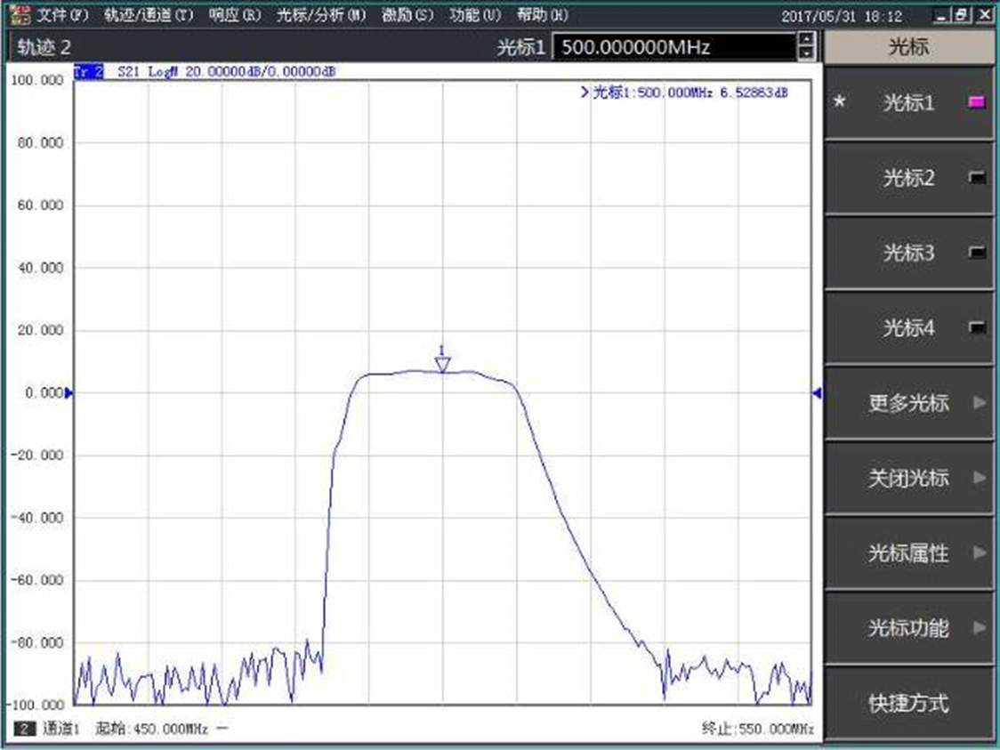 文件(F) 轨迹/通道(T) 响应(R) 光标/分析(M) 激励(S) 功能(U) 帮助(H) 2017/05/31 18:12
轨迹 2 光标1 500.000000MHz
光标
Tr 2 S21 LogM 20.00000dB/0.00000dB
>光标1:500.000MHz 6.52863dB
100.000
80.000
60.000
40.000
20.000
0.000
-20.000
-40.000
-60.000
-80.000
-100.000
1
* 光标1
光标2
光标3
光标4
更多光标
关闭光标
光标属性
光标功能
快捷方式
2 通道1 起始:450.000MHz — 终止:550.000MHz